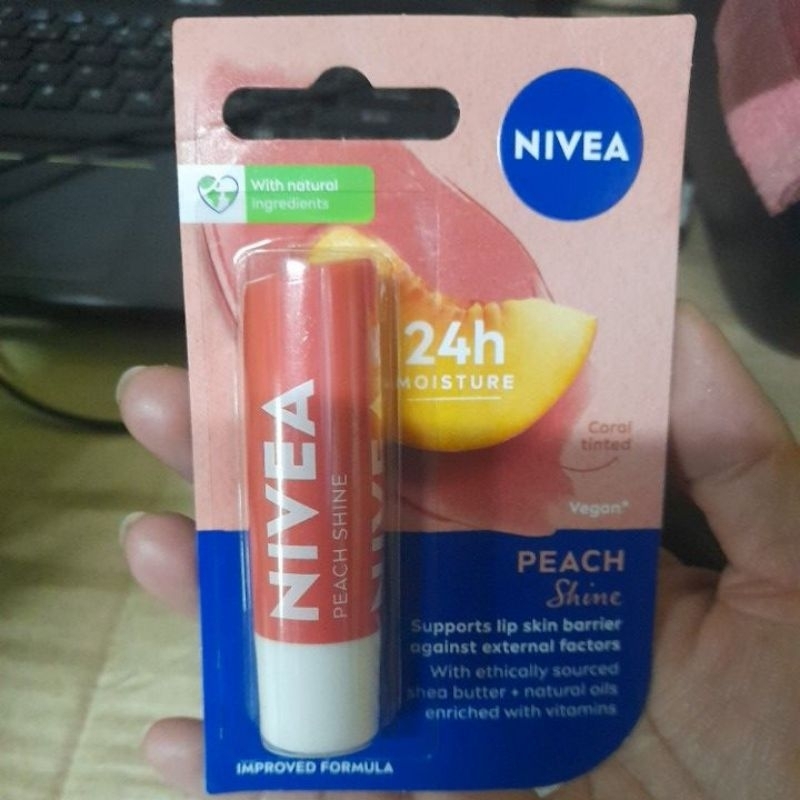 NIVEA
With natural
ingredients
24h
MOISTURE
Coral
tinted
Vegan*
NIVEA
PEACH SHINE
NIVEA
PEACH
Shine
Supports lip skin barrier
against external factors
With ethically sourced
shea butter + natural oils
enriched with vitamins
IMPROVED FORMULA